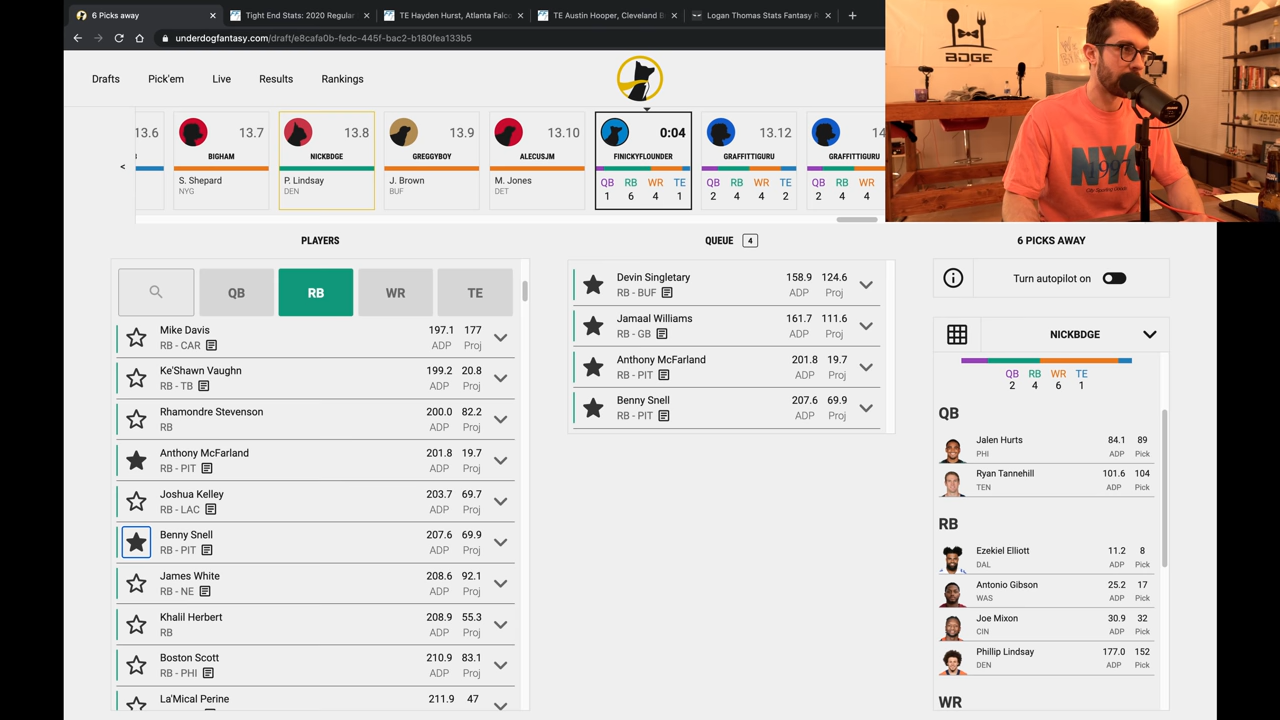 6 Picks away
Tight End Stats: 2020 Regular
TE Hayden Hurst, Atlanta Falco
TE Austin Hooper, Cleveland B
Logan Thomas Stats Fantasy R
underdogfantasy.com/draft/e8cafa0b-fedc-445f-bac2-b180fea133b5
BDGE
Drafts
Pick'em
Live
Results
Rankings
13.6
13.7
BIGHAM
S. Shepard
NYG
13.8
NICKBDGE
P. Lindsay
DEN
13.9
GREGGYBOY
J. Brown
BUF
13.10
ALECUSJM
M. Jones
DET
0:04
FINICKYFLOUNDER
QB RB WR TE
1 6 4 1
13.12
GRAFFITIGURU
QB RB WR TE
2 4 4 2
14
GRAFFITIGURU
QB RB WR
2 4 4
NYC
1997
PLAYERS
QB
RB
WR
TE
Mike Davis 197.1 177
RB - CAR ADP Proj
Ke'Shawn Vaughn 199.2 20.8
RB - TB ADP Proj
Rhamondre Stevenson 200.0 82.2
RB ADP Proj
Anthony McFarland 201.8 19.7
RB - PIT ADP Proj
Joshua Kelley 203.7 69.7
RB - LAC ADP Proj
Benny Snell 207.6 69.9
RB - PIT ADP Proj
James White 208.6 92.1
RB - NE ADP Proj
Khalil Herbert 208.9 55.3
RB ADP Proj
Boston Scott 210.9 83.1
RB - PHI ADP Proj
La'Mical Perine 211.9 47
QUEUE 4
Devin Singletary 158.9 124.6
RB - BUF ADP Proj
Jamaal Williams 161.7 111.6
RB - GB ADP Proj
Anthony McFarland 201.8 19.7
RB - PIT ADP Proj
Benny Snell 207.6 69.9
RB - PIT ADP Proj
6 PICKS AWAY
Turn autopilot on
NICKBDGE
QB RB WR TE
2 4 6 1
QB
Jalen Hurts 84.1 89
PHI ADP Pick
Ryan Tannehill 101.6 104
TEN ADP Pick
RB
Ezekiel Elliott 11.2 8
DAL ADP Pick
Antonio Gibson 25.2 17
WAS ADP Pick
Joe Mixon 30.9 32
CIN ADP Pick
Phillip Lindsay 177.0 152
DEN ADP Pick
WR